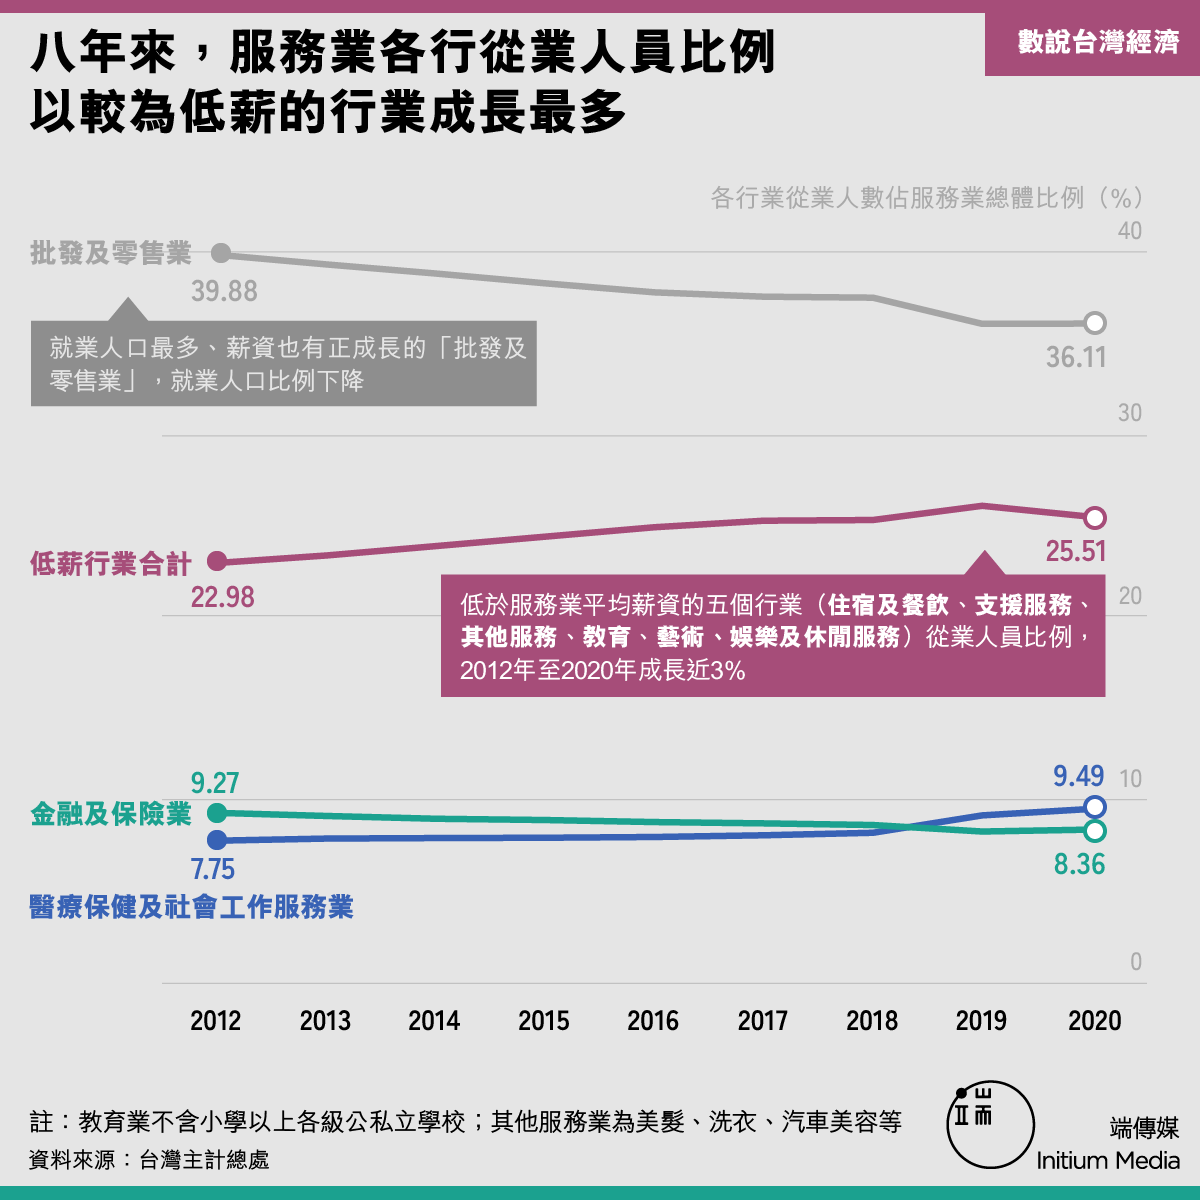 數說台灣經濟
八年來，服務業各行從業人員比例
以較為低薪的行業成長最多
各行業從業人數佔服務業總體比例（%）
40
批發及零售業
39.88
就業人口最多、薪資也有正成長的「批發及
零售業」，就業人口比例下降
36.11
30
低薪行業合計
22.98
25.51
20
低於服務業平均薪資的五個行業（住宿及餐飲、支援服務、
其他服務、教育、藝術、娛樂及休閒服務）從業人員比例，
2012年至2020年成長近3%
9.27
9.49
10
金融及保險業
7.75
8.36
醫療保健及社會工作服務業
0
2012 2013 2014 2015 2016 2017 2018 2019 2020
註：教育業不含小學以上各級公私立學校；其他服務業為美髮、洗衣、汽車美容等
資料來源：台灣主計總處
端
端傳媒
Initium Media